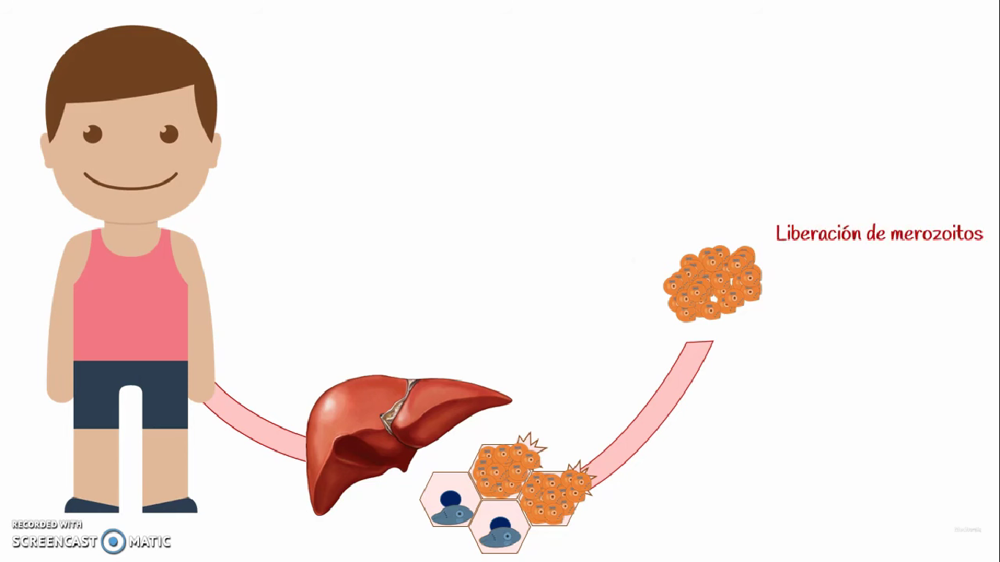 Liberación de merozoitos
RECORDED WITH
SCREENCAST MATIC